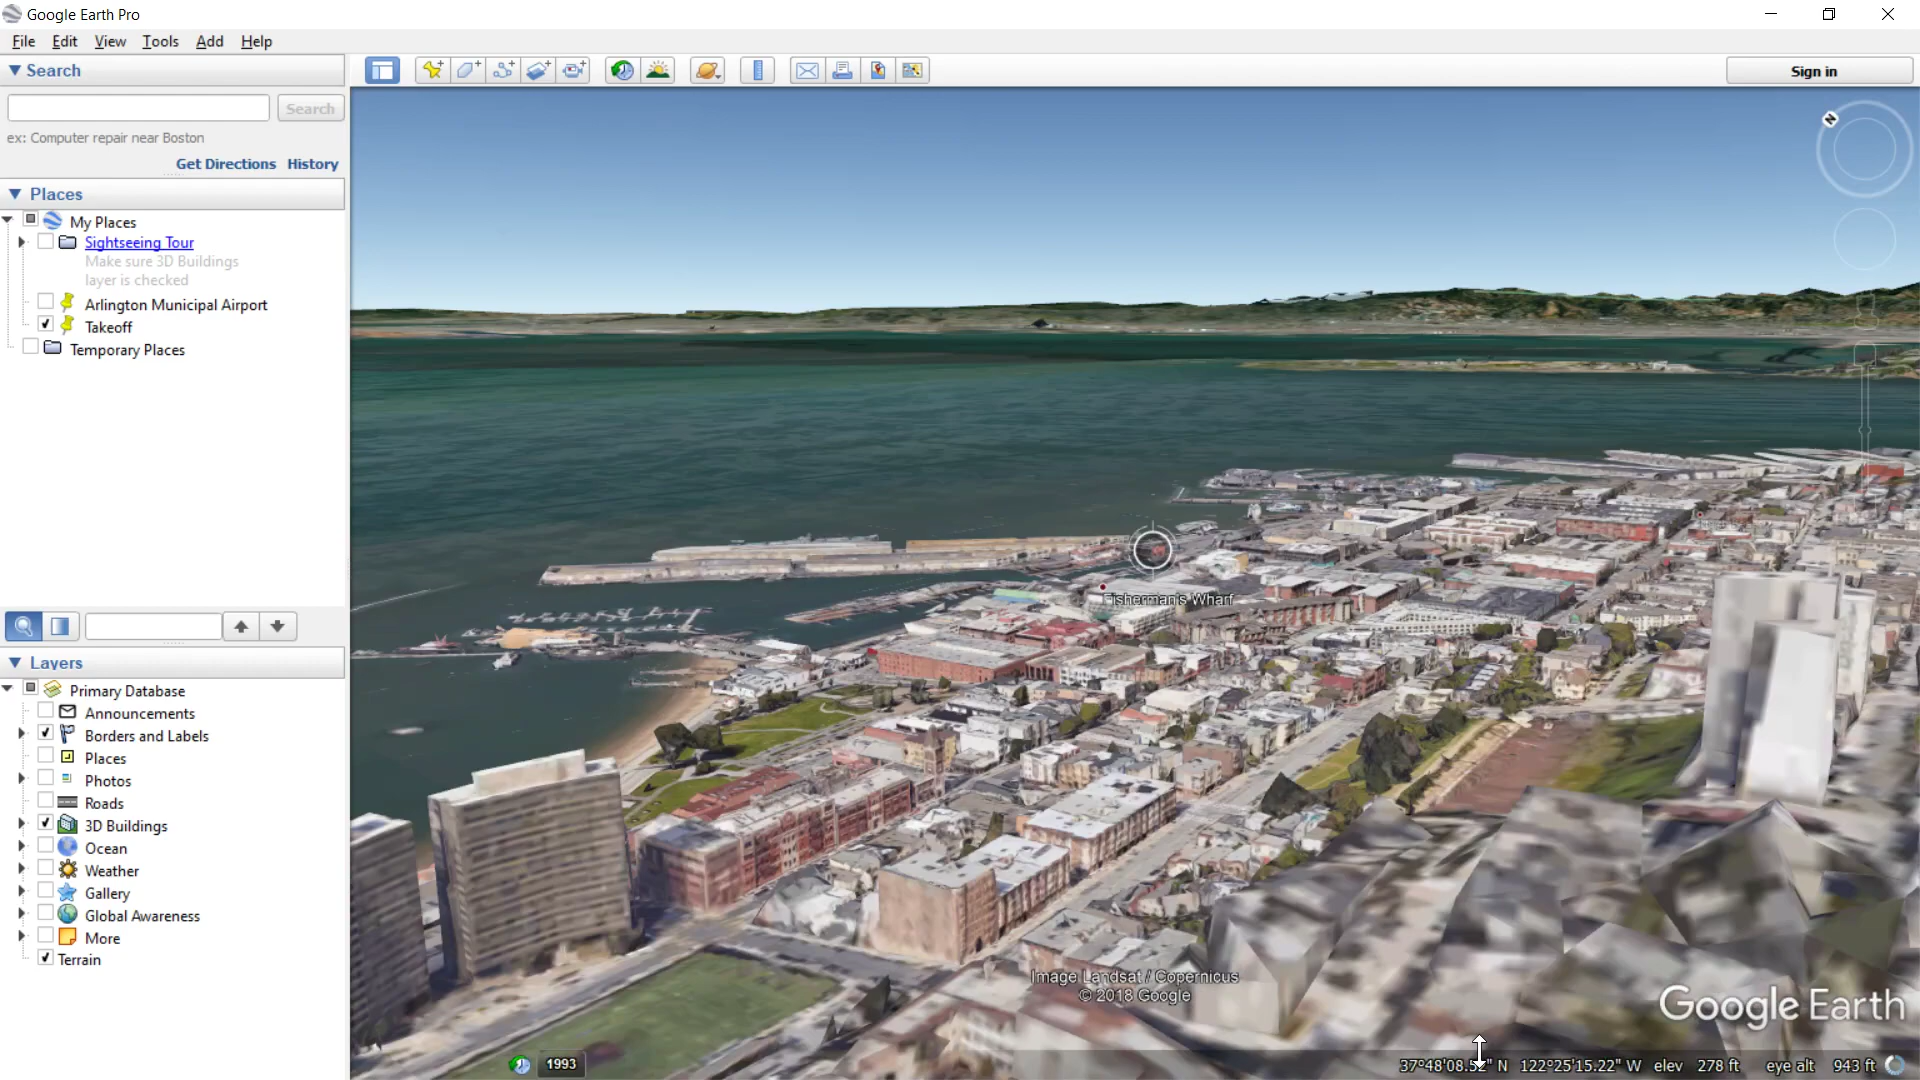 Google Earth Pro
File Edit View Tools Add Help
Search
Sign in
Search
ex: Computer repair near Boston
Get Directions History
Places
My Places
Sightseeing Tour
Make sure 3D Buildings
layer is checked
Arlington Municipal Airport
Takeoff
Temporary Places
Layers
Primary Database
Announcements
Borders and Labels
Places
Photos
Roads
3D Buildings
Ocean
Weather
Gallery
Global Awareness
More
Terrain
N
Fisherman's Wharf
Image Landsat / Copernicus
© 2018 Google
Google Earth
1993
37°48'08.52" N 122°25'15.22" W elev 278 ft eye alt 943 ft